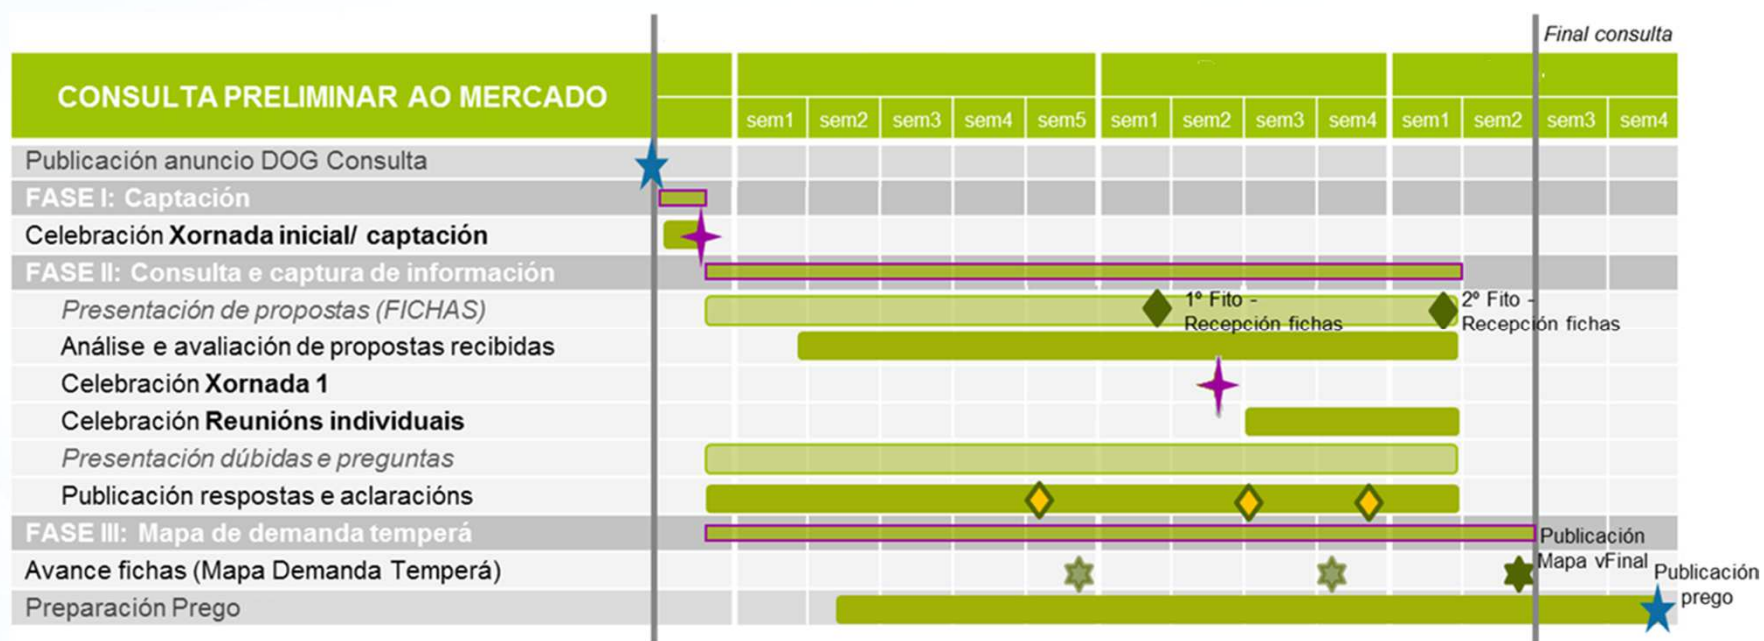 Final consulta
CONSULTA PRELIMINAR AO MERCADO
sem1 sem2 sem3 sem4 sem5 sem1 sem2 sem3 sem4 sem1 sem2 sem3 sem4
Publicación anuncio DOG Consulta
FASE I: Captación
Celebración Xornada inicial/ captación
FASE II: Consulta e captura de información
Presentación de propostas (FICHAS)
1º Fito -
Recepción fichas
2º Fito -
Recepción fichas
Análise e avaliación de propostas recibidas
Celebración Xornada 1
Celebración Reunións individuais
Presentación dúbidas e preguntas
Publicación respostas e aclaracións
FASE III: Mapa de demanda temperá
Publicación
Mapa vFinal
Avance fichas (Mapa Demanda Temperá)
Publicación
prego
Preparación Prego